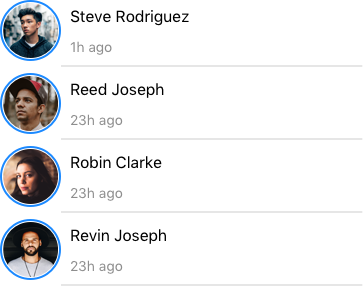 Steve Rodriguez
1h ago
Reed Joseph
23h ago
Robin Clarke
23h ago
Revin Joseph
23h ago